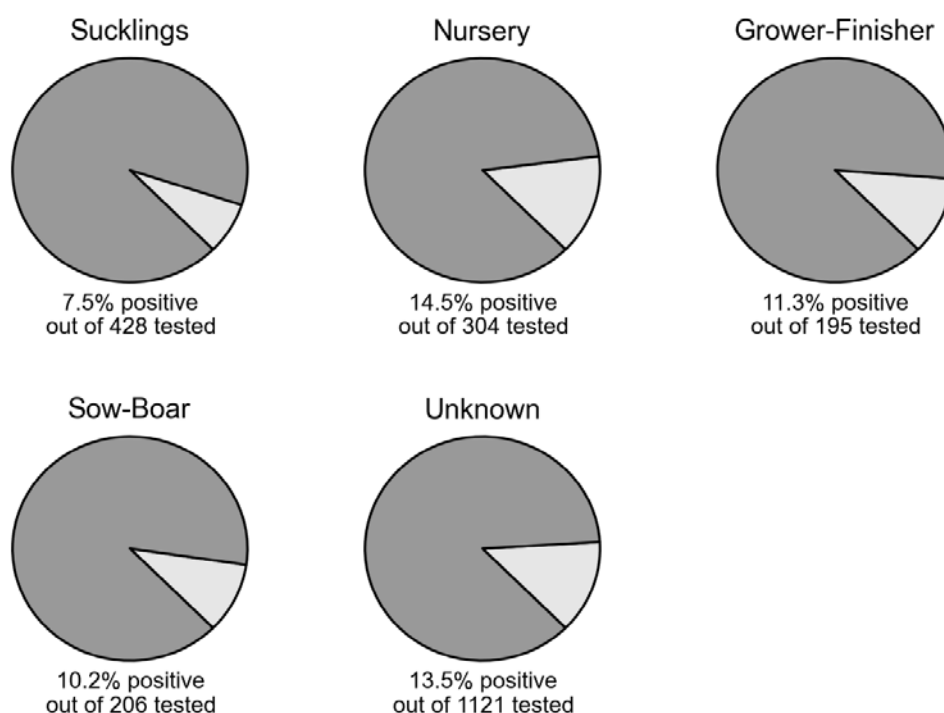 Sucklings
7.5% positive
out of 428 tested
Nursery
14.5% positive
out of 304 tested
Grower-Finisher
11.3% positive
out of 195 tested
Sow-Boar
10.2% positive
out of 206 tested
Unknown
13.5% positive
out of 1121 tested